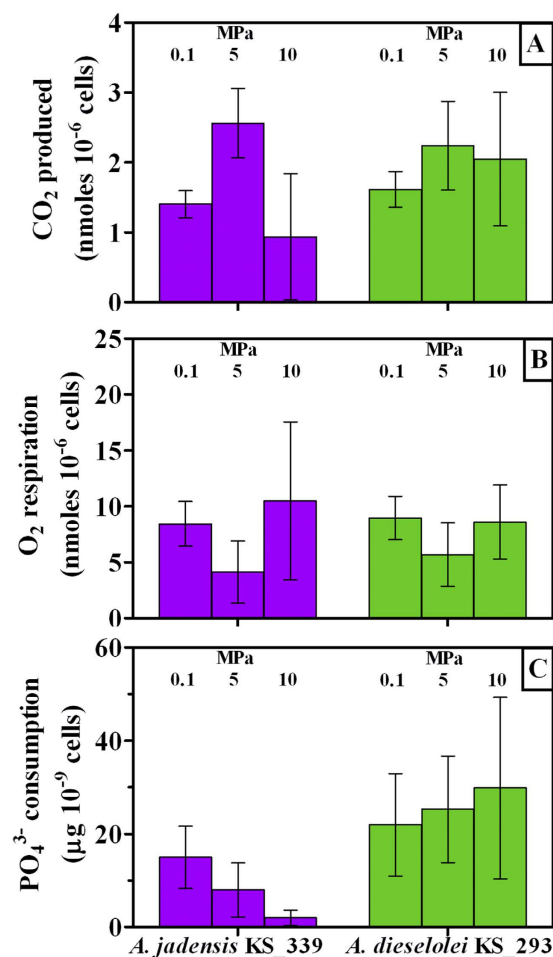 MPa MPa A
0.1 5 10 0.1 5 10
4
3
2
1
0
CO₂ produced
(nmoles 10⁻⁶ cells)
MPa MPa B
0.1 5 10 0.1 5 10
25
20
15
10
5
0
O₂ respiration
(nmoles 10⁻⁶ cells)
MPa MPa C
0.1 5 10 0.1 5 10
60
40
20
0
PO₄³⁻ consumption
(µg 10⁻⁹ cells)
A. jadensis KS_339 A. dieselolei KS_293